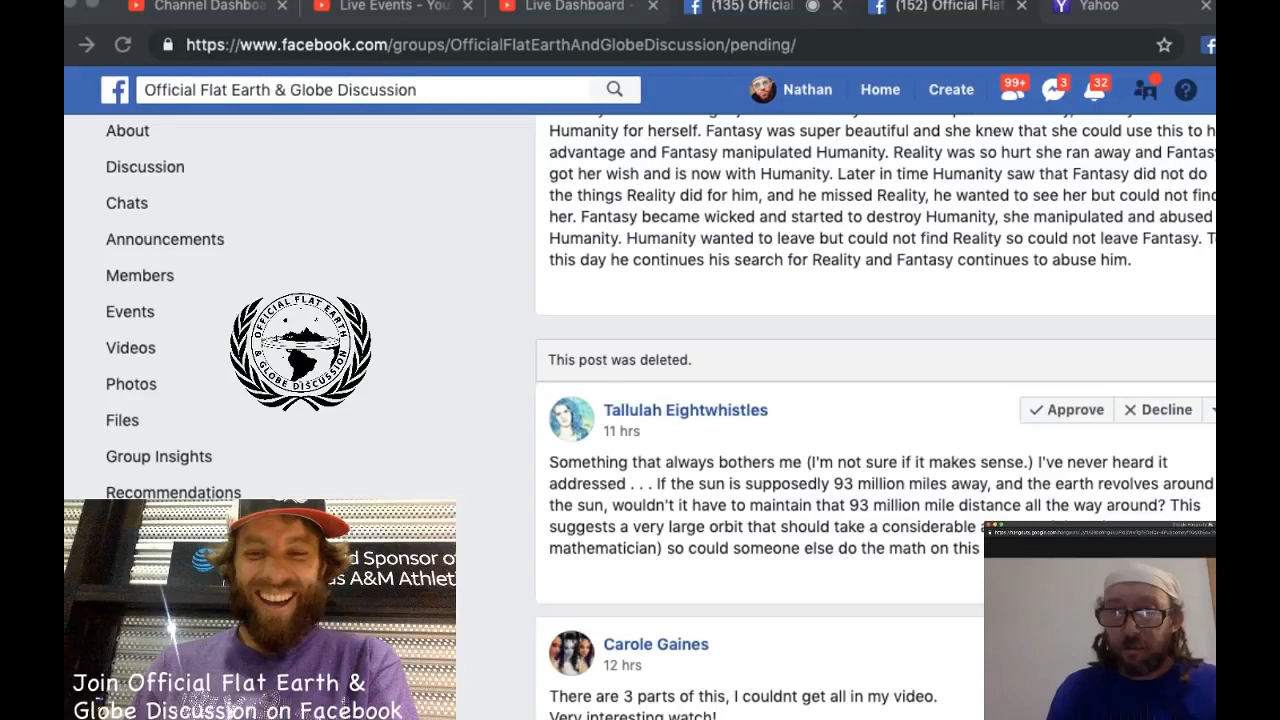 Channel Dashboa
Live Events - You
Live Dashboard -
(135) Official
(152) Official Flat
Yahoo
https://www.facebook.com/groups/OfficialFlatEarthAndGlobeDiscussion/pending/
Official Flat Earth & Globe Discussion
Nathan
Home
Create
99+
3
32
About
Discussion
Chats
Announcements
Members
Events
Videos
Photos
Files
Group Insights
Recommendations
OFFICIAL FLAT EARTH
& GLOBE DISCUSSION
Humanity for herself. Fantasy was super beautiful and she knew that she could use this to h
advantage and Fantasy manipulated Humanity. Reality was so hurt she ran away and Fantas
got her wish and is now with Humanity. Later in time Humanity saw that Fantasy did not do
the things Reality did for him, and he missed Reality, he wanted to see her but could not find
her. Fantasy became wicked and started to destroy Humanity, she manipulated and abused
Humanity. Humanity wanted to leave but could not find Reality so could not leave Fantasy. T
this day he continues his search for Reality and Fantasy continues to abuse him.
This post was deleted.
Tallulah Eightwhistles
11 hrs
Approve
Decline
Something that always bothers me (I'm not sure if it makes sense.) I've never heard it
addressed . . . If the sun is supposedly 93 million miles away, and the earth revolves around
the sun, wouldn't it have to maintain that 93 million mile distance all the way around? This
suggests a very large orbit that should take a considerable
mathematician) so could someone else do the math on this
Carole Gaines
12 hrs
There are 3 parts of this, I couldnt get all in my video.
Very interesting watch!
d Sponsor of
as A&M Athlet
Join Official Flat Earth &
Globe Discussion on Facebook